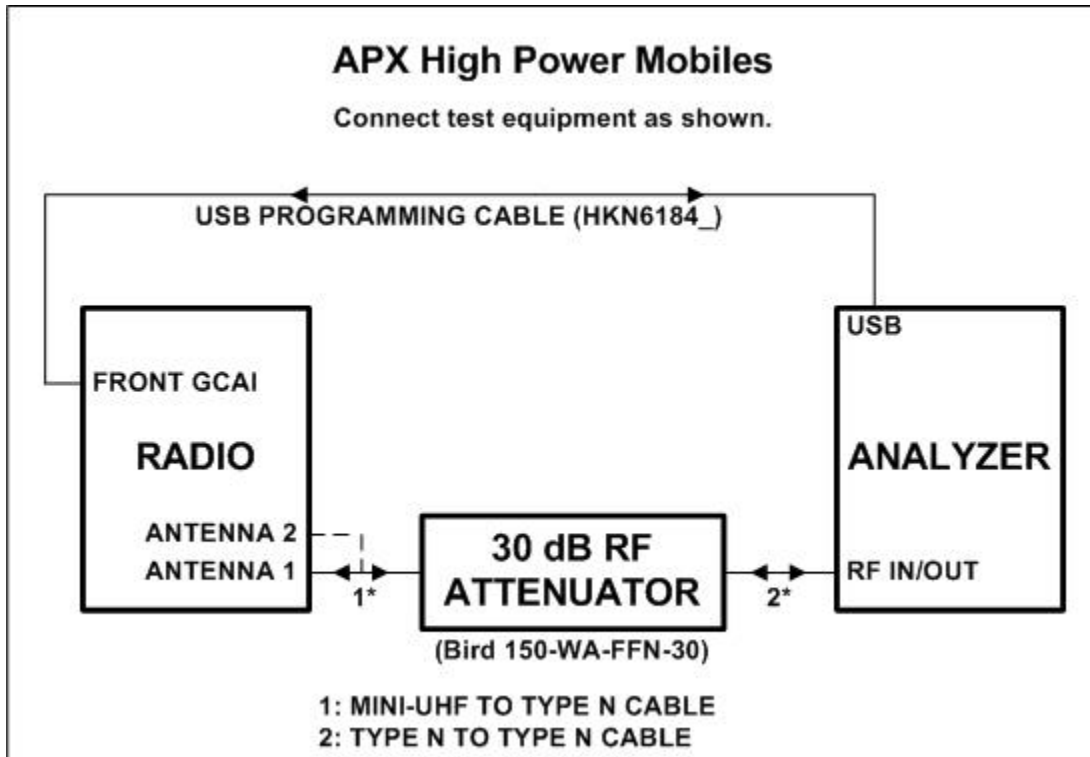 APX High Power Mobiles
Connect test equipment as shown.
USB PROGRAMMING CABLE (HKN6184_)
USB
FRONT GCAI
RADIO
ANALYZER
ANTENNA 2
ANTENNA 1
1*
30 dB RF
ATTENUATOR
(Bird 150-WA-FFN-30)
2*
RF IN/OUT
1: MINI-UHF TO TYPE N CABLE
2: TYPE N TO TYPE N CABLE